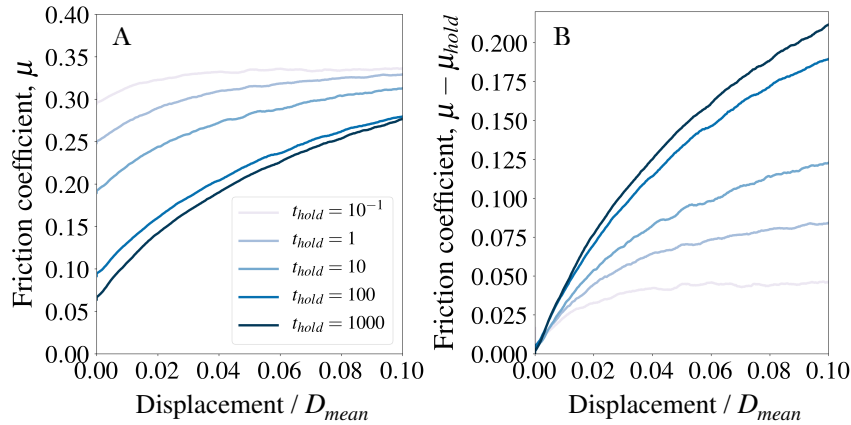 A
B
Friction coefficient, μ
0.40
0.35
0.30
0.25
0.20
0.15
0.10
0.05
0.00
t_hold = 10^−1
t_hold = 1
t_hold = 10
t_hold = 100
t_hold = 1000
0.00 0.02 0.04 0.06 0.08 0.10
Displacement / D_mean
Friction coefficient, μ − μ_hold
0.200
0.175
0.150
0.125
0.100
0.075
0.050
0.025
0.000
0.00 0.02 0.04 0.06 0.08 0.10
Displacement / D_mean